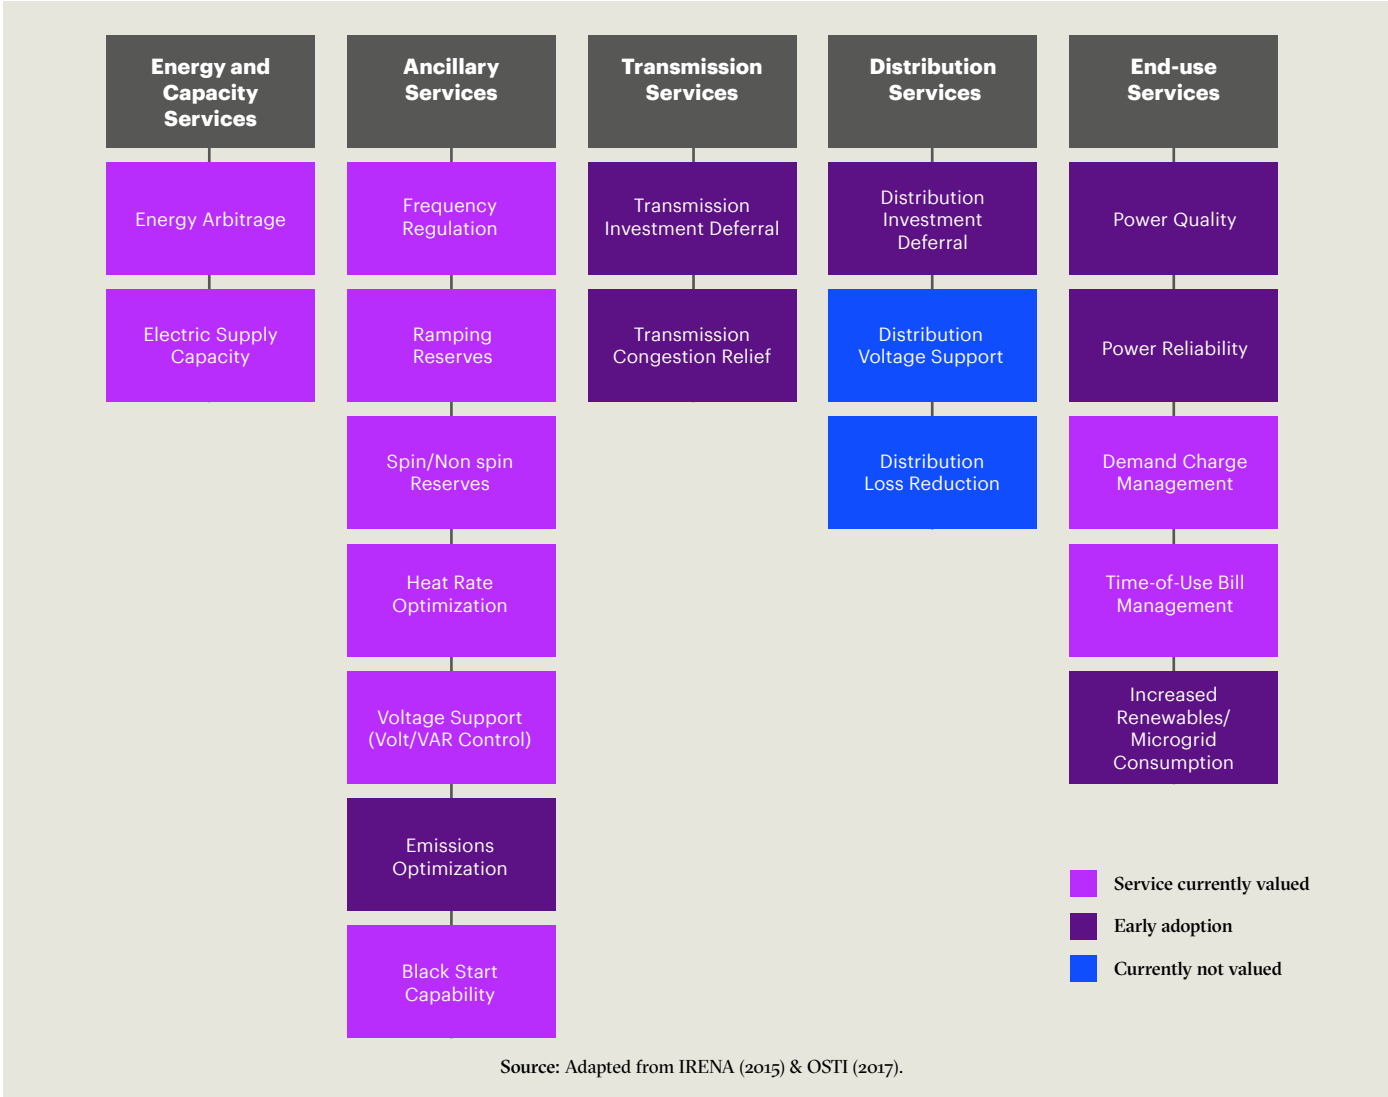 Energy and
Capacity
Services
Energy Arbitrage
Electric Supply
Capacity
Ancillary
Services
Frequency
Regulation
Ramping
Reserves
Spin/Non spin
Reserves
Heat Rate
Optimization
Voltage Support
(Volt/VAR Control)
Emissions
Optimization
Black Start
Capability
Transmission
Services
Transmission
Investment Deferral
Transmission
Congestion Relief
Distribution
Services
Distribution
Investment
Deferral
Distribution
Voltage Support
Distribution
Loss Reduction
End-use
Services
Power Quality
Power Reliability
Demand Charge
Management
Time-of-Use Bill
Management
Increased
Renewables/
Microgrid
Consumption
Service currently valued
Early adoption
Currently not valued
Source: Adapted from IRENA (2015) & OSTI (2017).